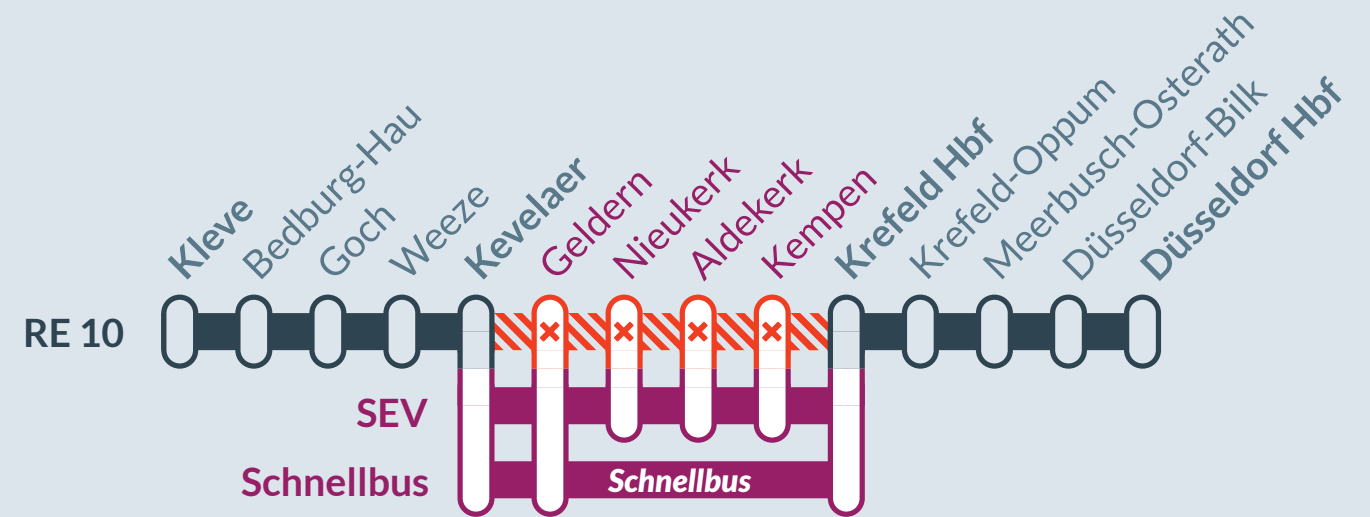 Kleve
Bedburg-Hau
Goch
Weeze
Kevelaer
Geldern
Nieukerk
Aldekerk
Kempen
Krefeld Hbf
Krefeld-Oppum
Meerbusch-Osterath
Düsseldorf-Bilk
Düsseldorf Hbf
RE 10
SEV
Schnellbus
Schnellbus